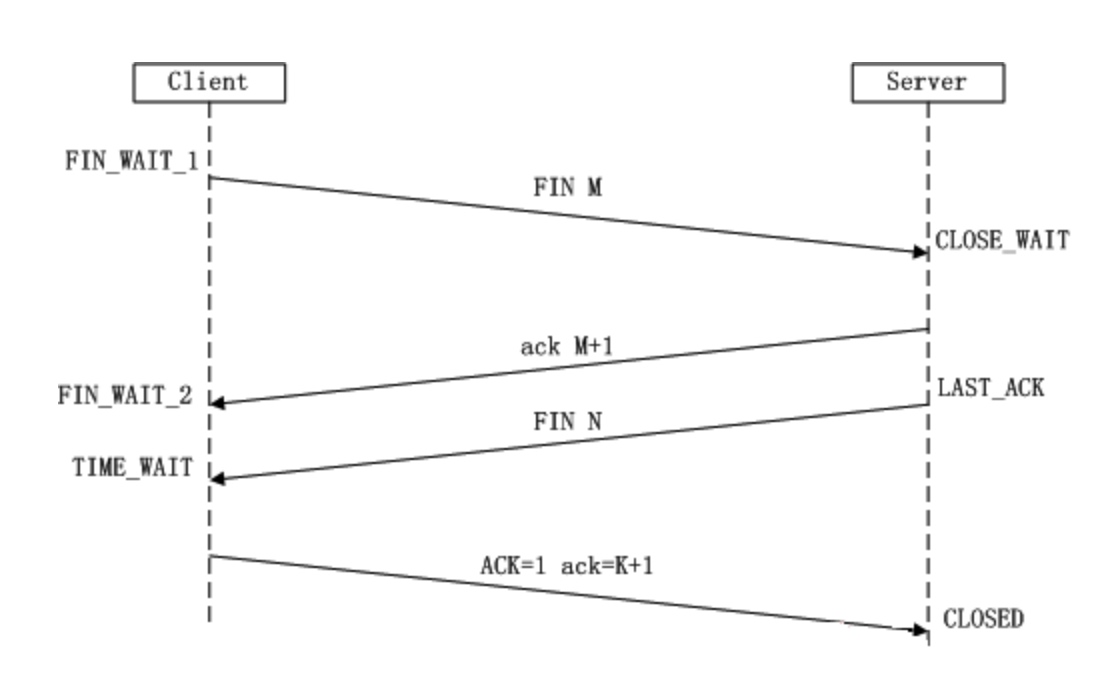 Client
Server
FIN_WAIT_1
FIN M
CLOSE_WAIT
ack M+1
FIN_WAIT_2
LAST_ACK
FIN N
TIME_WAIT
ACK=1 ack=K+1
CLOSED